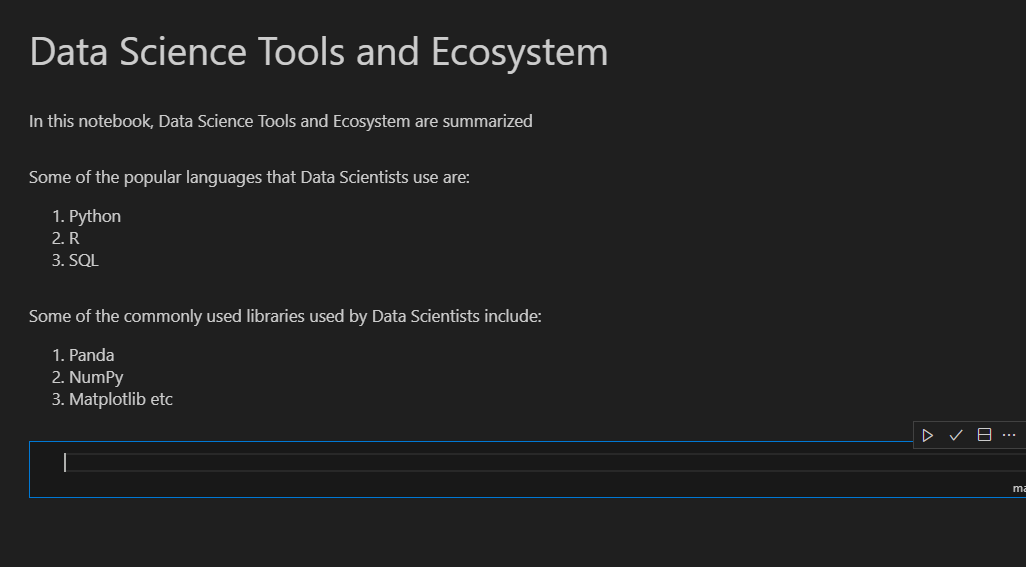 Data Science Tools and Ecosystem
In this notebook, Data Science Tools and Ecosystem are summarized
Some of the popular languages that Data Scientists use are:
1. Python
2. R
3. SQL
Some of the commonly used libraries used by Data Scientists include:
1. Panda
2. NumPy
3. Matplotlib etc